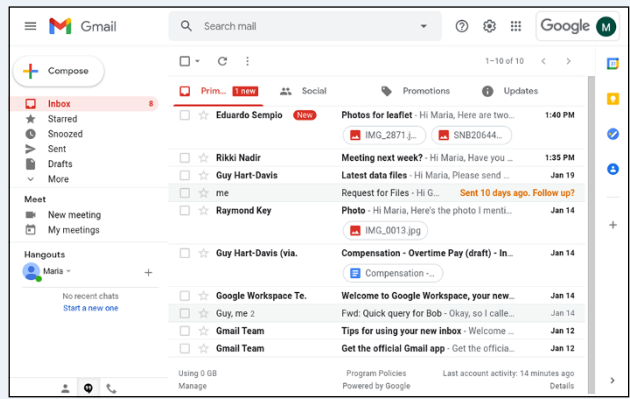 Gmail
Search mail
Google M
Compose
1–10 of 10
Prim... 1 new Social Promotions Updates
Inbox 8
Starred
Snoozed
Sent
Drafts
More
Meet
New meeting
My meetings
Hangouts
Maria
No recent chats
Start a new one
Eduardo Sempio New Photos for leaflet - Hi Maria, Here are two... 1:40 PM
IMG_2871.j... SNB20644...
Rikki Nadir Meeting next week? - Hi Maria, Have you ... 1:35 PM
Guy Hart-Davis Latest data files - Hi Maria, Please send ... Jan 19
me Request for Files - Hi G... Sent 10 days ago. Follow up?
Raymond Key Photo - Hi Maria, Here's the photo I menti... Jan 14
IMG_0013.jpg
Guy Hart-Davis (via. Compensation - Overtime Pay (draft) - In... Jan 14
Compensation -...
Google Workspace Te. Welcome to Google Workspace, your new... Jan 14
Guy, me 2 Fwd: Quick query for Bob - Okay, so I calle... Jan 14
Gmail Team Tips for using your new inbox - Welcome ... Jan 12
Gmail Team Get the official Gmail app - Get the officia... Jan 12
Using 0 GB Program Policies Last account activity: 14 minutes ago
Manage Powered by Google Details